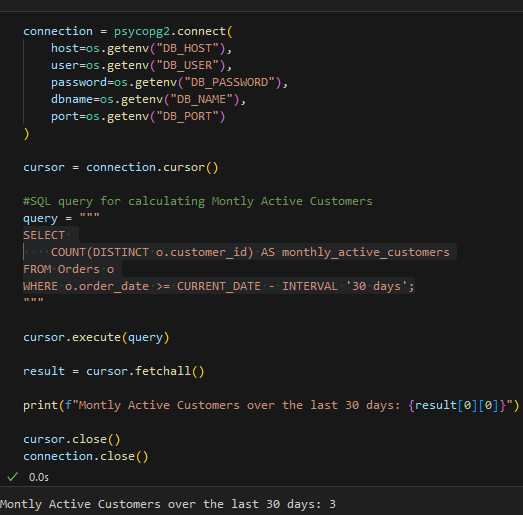 connection = psycopg2.connect(
    host=os.getenv("DB_HOST"),
    user=os.getenv("DB_USER"),
    password=os.getenv("DB_PASSWORD"),
    dbname=os.getenv("DB_NAME"),
    port=os.getenv("DB_PORT")
)
cursor = connection.cursor()
#SQL query for calculating Montly Active Customers
query = """
SELECT
    COUNT(DISTINCT o.customer_id) AS monthly_active_customers
FROM Orders o
WHERE o.order_date >= CURRENT_DATE - INTERVAL '30 days';
"""
cursor.execute(query)
result = cursor.fetchall()
print(f"Montly Active Customers over the last 30 days: {result[0][0]}")
cursor.close()
connection.close()
0.0s
Montly Active Customers over the last 30 days: 3